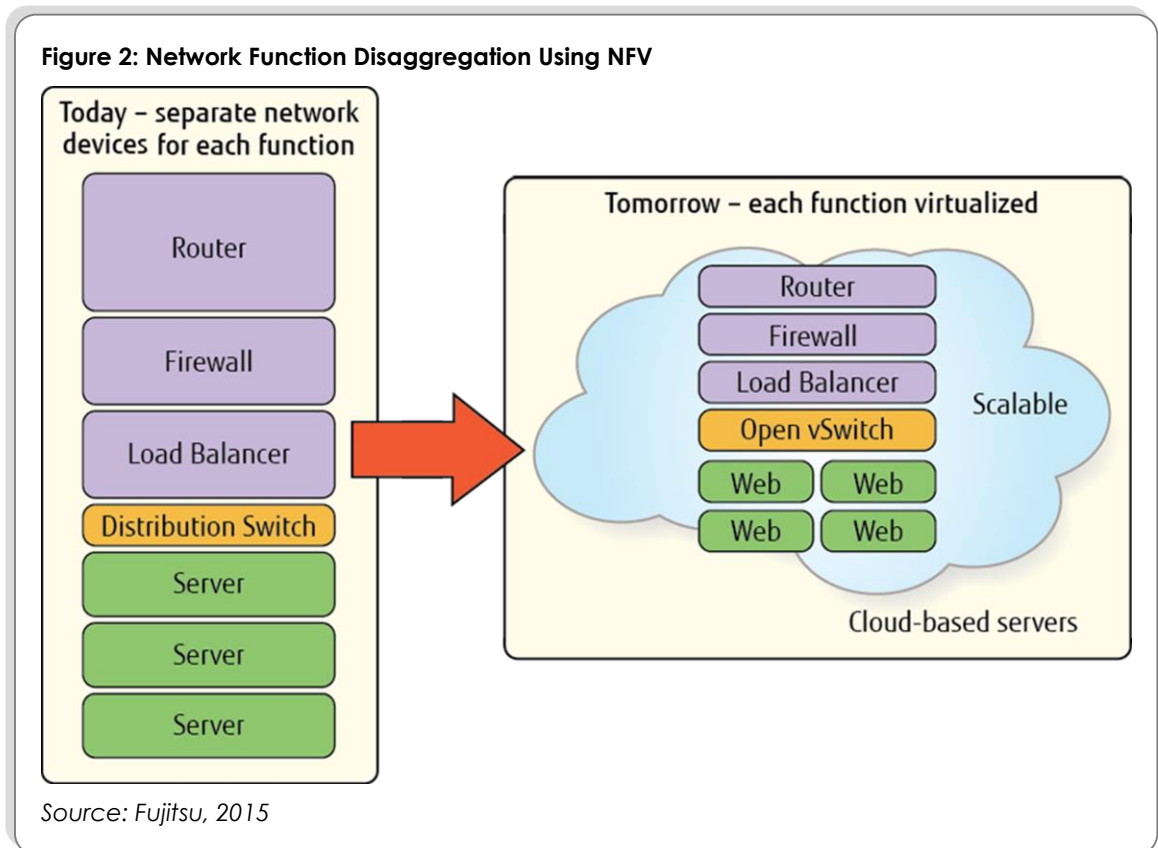 Figure 2: Network Function Disaggregation Using NFV
Today – separate network
devices for each function
Router
Firewall
Load Balancer
Distribution Switch
Server
Server
Server
Tomorrow – each function virtualized
Router
Firewall
Load Balancer
Open vSwitch
Web Web
Web Web
Scalable
Cloud-based servers
Source: Fujitsu, 2015